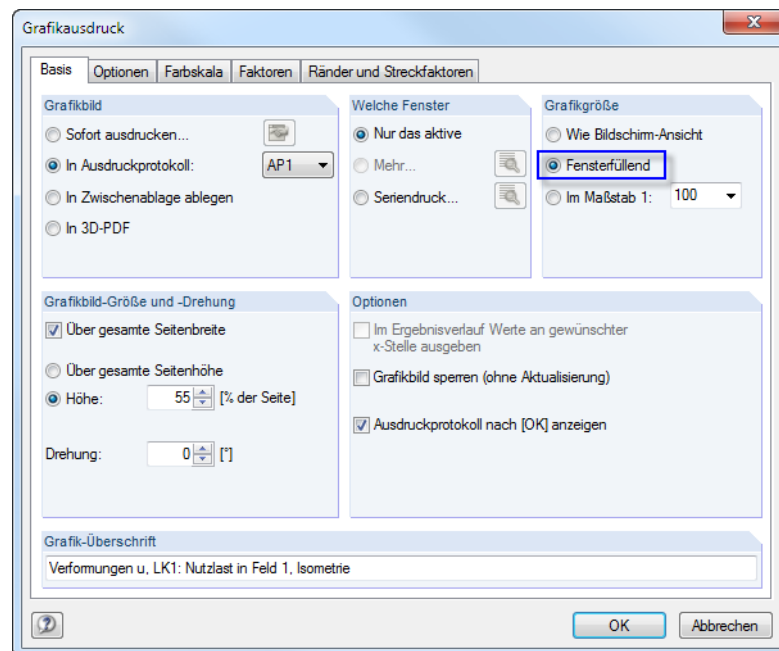 Grafikausdruck
Basis
Optionen
Farbskala
Faktoren
Ränder und Streckfaktoren
Grafikbild
Sofort ausdrucken...
In Ausdruckprotokoll:
AP1
In Zwischenablage ablegen
In 3D-PDF
Welche Fenster
Nur das aktive
Mehr...
Seriendruck...
Grafikgröße
Wie Bildschirm-Ansicht
Fensterfüllend
Im Maßstab 1:
100
Grafikbild-Größe und -Drehung
Über gesamte Seitenbreite
Über gesamte Seitenhöhe
Höhe:
55
[% der Seite]
Drehung:
0
[°]
Optionen
Im Ergebnisverlauf Werte an gewünschter
x-Stelle ausgeben
Grafikbild sperren (ohne Aktualisierung)
Ausdruckprotokoll nach [OK] anzeigen
Grafik-Überschrift
Verformungen u, LK1: Nutzlast in Feld 1, Isometrie
OK
Abbrechen